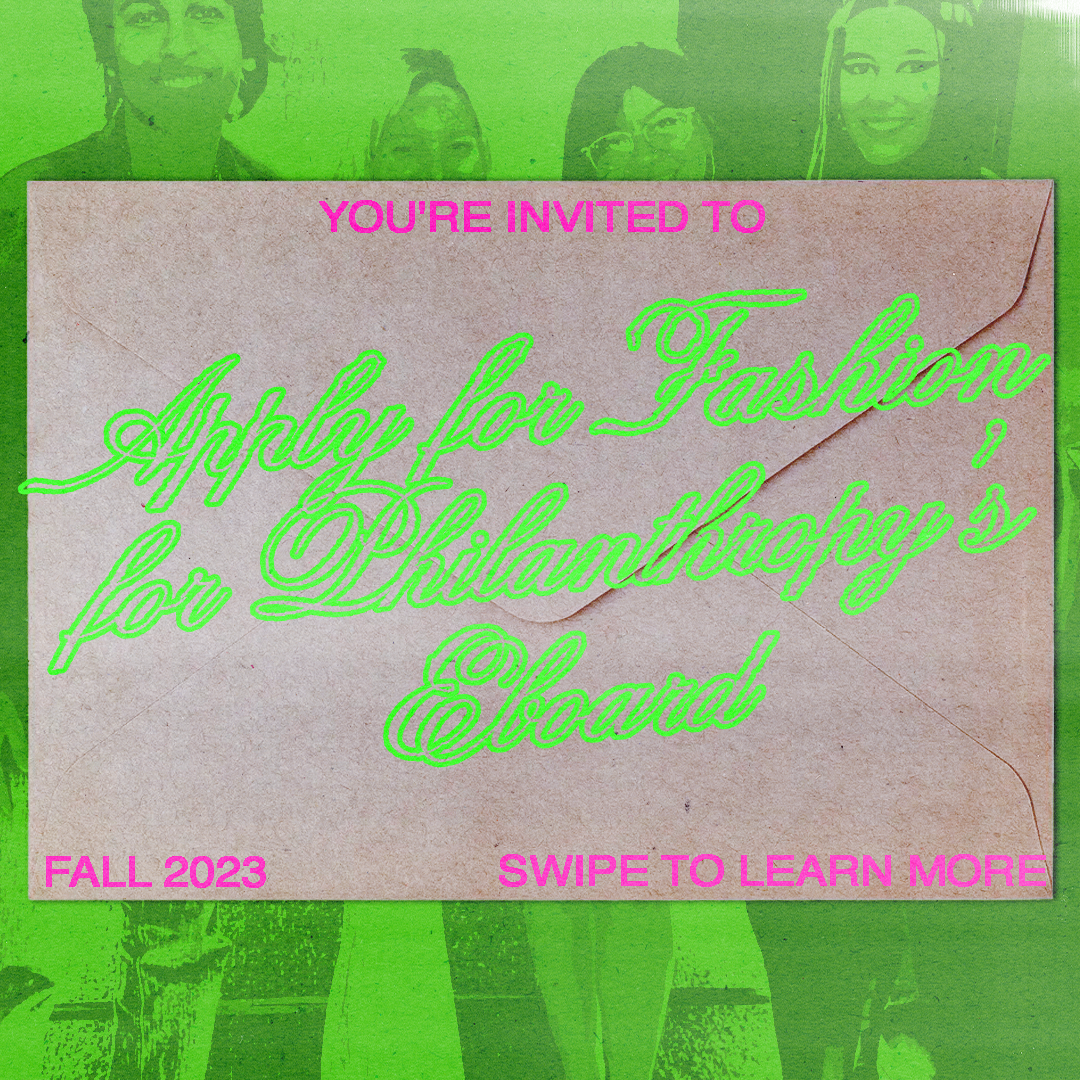 YOU'RE INVITED TO
Apply for Fashion
for Philanthropy's
Eboard
FALL 2023
SWIPE TO LEARN MORE